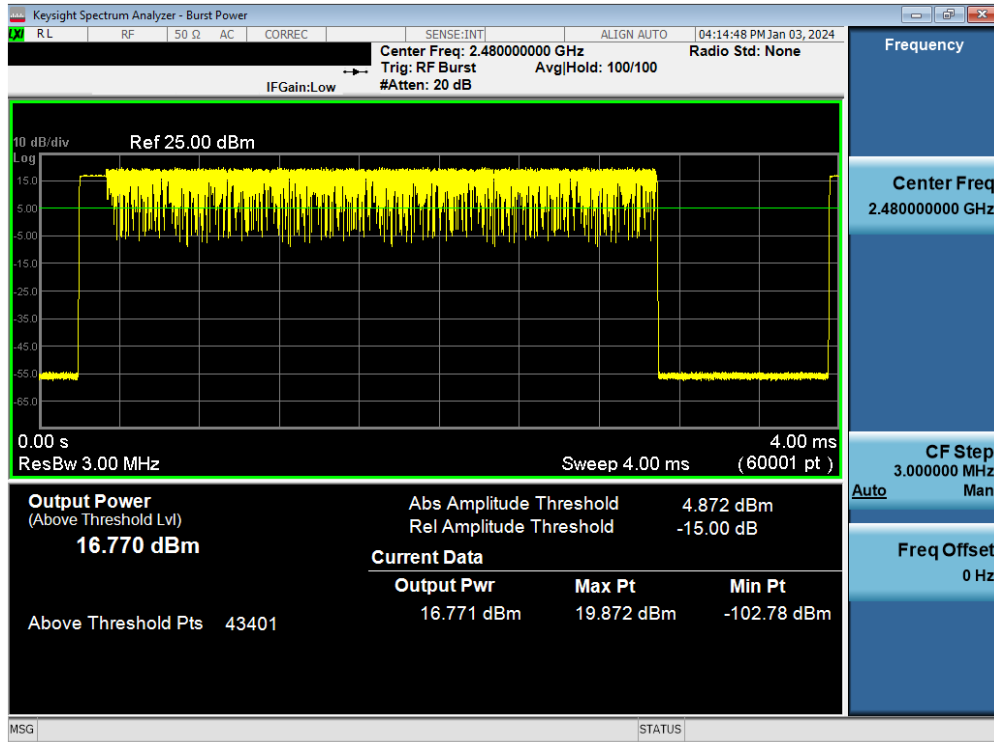 Keysight Spectrum Analyzer - Burst Power
LXI RL RF 50 Ω AC CORREC SENSE:INT ALIGN AUTO 04:14:48 PM Jan 03, 2024
Center Freq: 2.480000000 GHz Radio Std: None
Trig: RF Burst Avg|Hold: 100/100
IFGain:Low #Atten: 20 dB
10 dB/div Ref 25.00 dBm
Log
15.0
5.00
-5.00
-15.0
-25.0
-35.0
-45.0
-55.0
-65.0
0.00 s 4.00 ms
ResBw 3.00 MHz Sweep 4.00 ms (60001 pt)
Output Power
(Above Threshold Lvl)
16.770 dBm
Above Threshold Pts 43401
Abs Amplitude Threshold 4.872 dBm
Rel Amplitude Threshold -15.00 dB
Current Data
Output Pwr Max Pt Min Pt
16.771 dBm 19.872 dBm -102.78 dBm
Frequency
Center Freq
2.480000000 GHz
CF Step
3.000000 MHz
Auto Man
Freq Offset
0 Hz
MSG STATUS